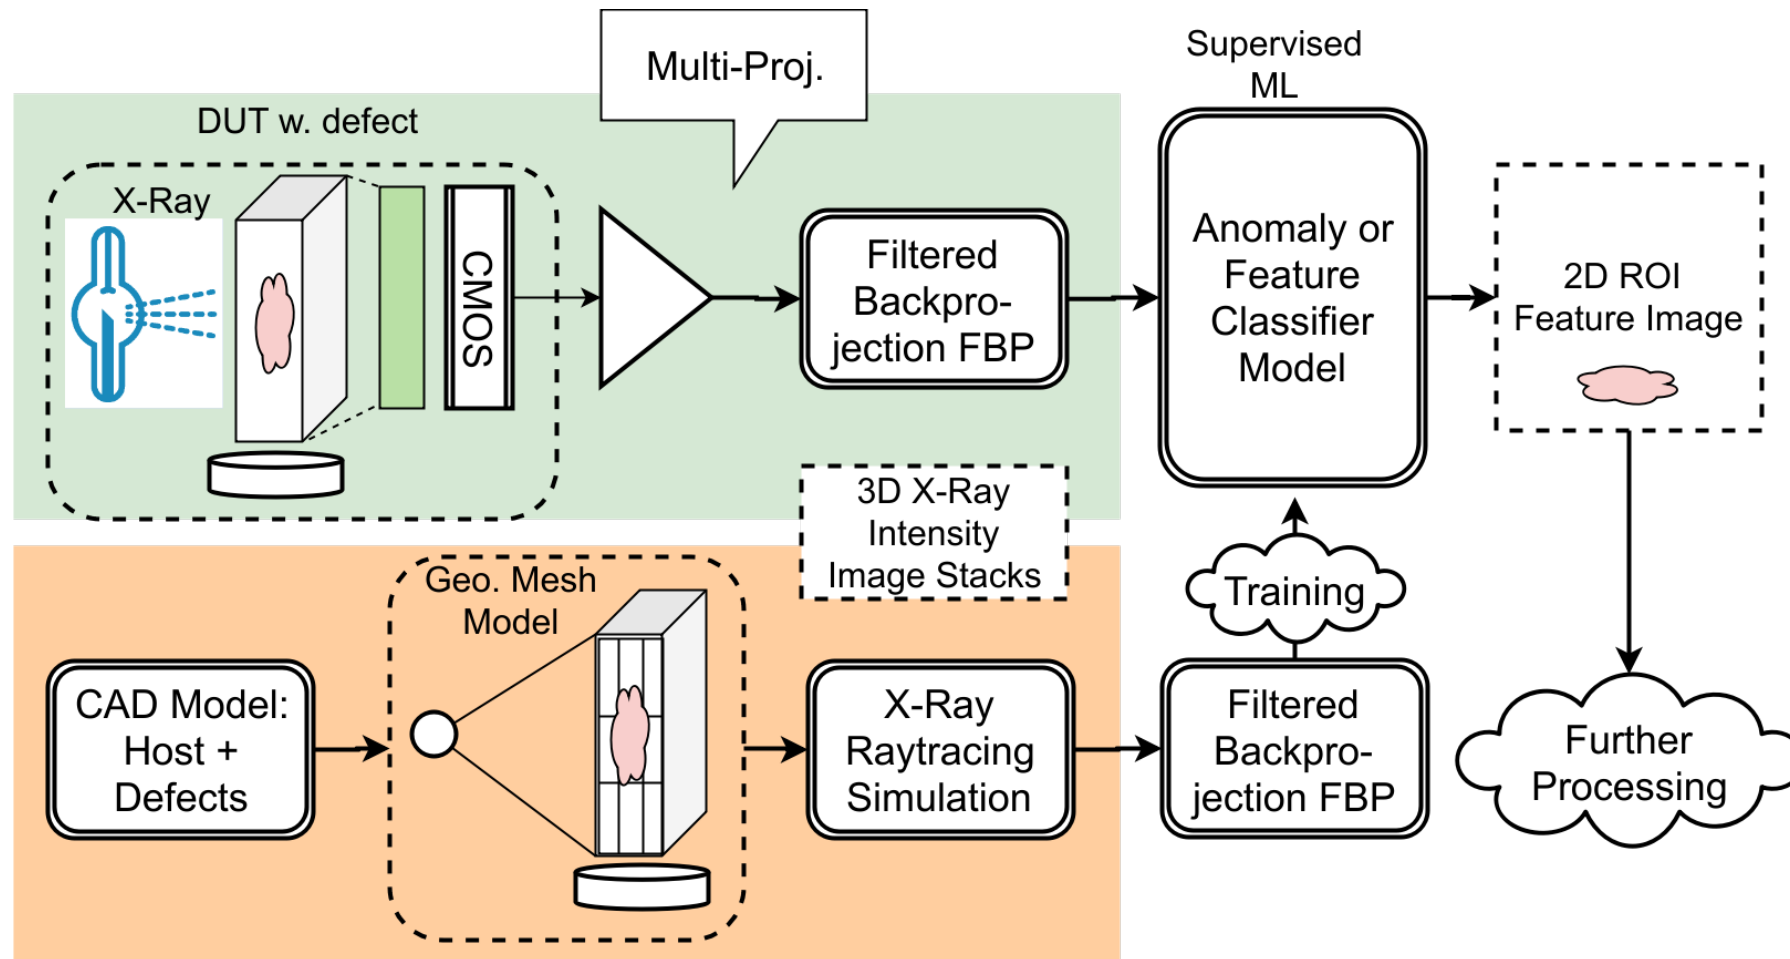 Multi-Proj.
Supervised
ML
DUT w. defect
X-Ray
CMOS
Filtered
Backpro-
jection FBP
Anomaly or
Feature
Classifier
Model
2D ROI
Feature Image
3D X-Ray
Intensity
Image Stacks
Geo. Mesh
Model
Training
CAD Model:
Host +
Defects
X-Ray
Raytracing
Simulation
Filtered
Backpro-
jection FBP
Further
Processing